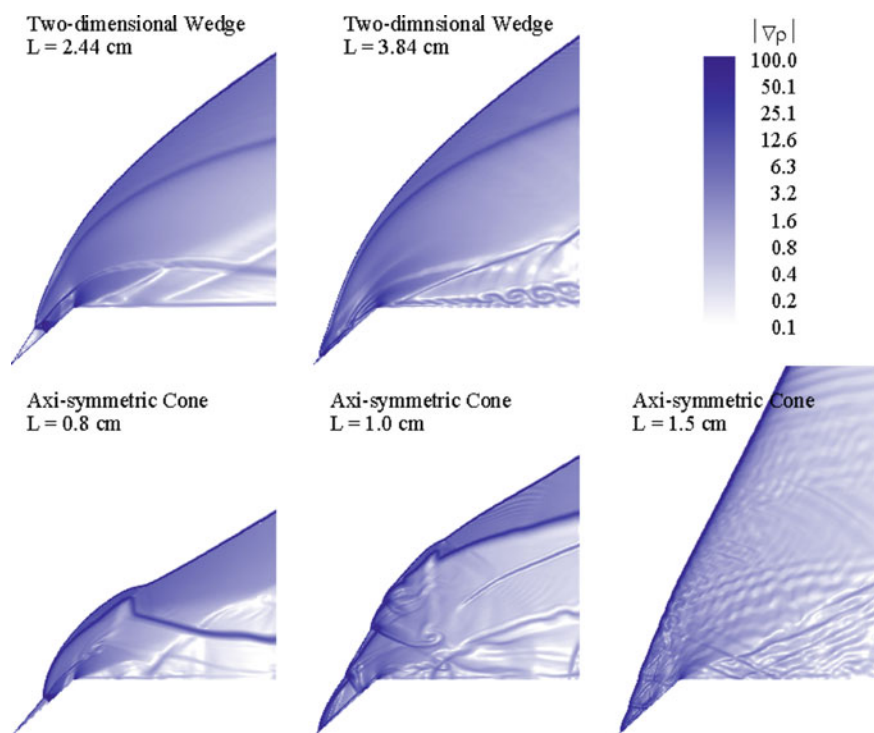 Two-dimensional Wedge
L = 2.44 cm
Two-dimnsional Wedge
L = 3.84 cm
|∇p|
100.0
50.1
25.1
12.6
6.3
3.2
1.6
0.8
0.4
0.2
0.1
Axi-symmetric Cone
L = 0.8 cm
Axi-symmetric Cone
L = 1.0 cm
Axi-symmetric Cone
L = 1.5 cm